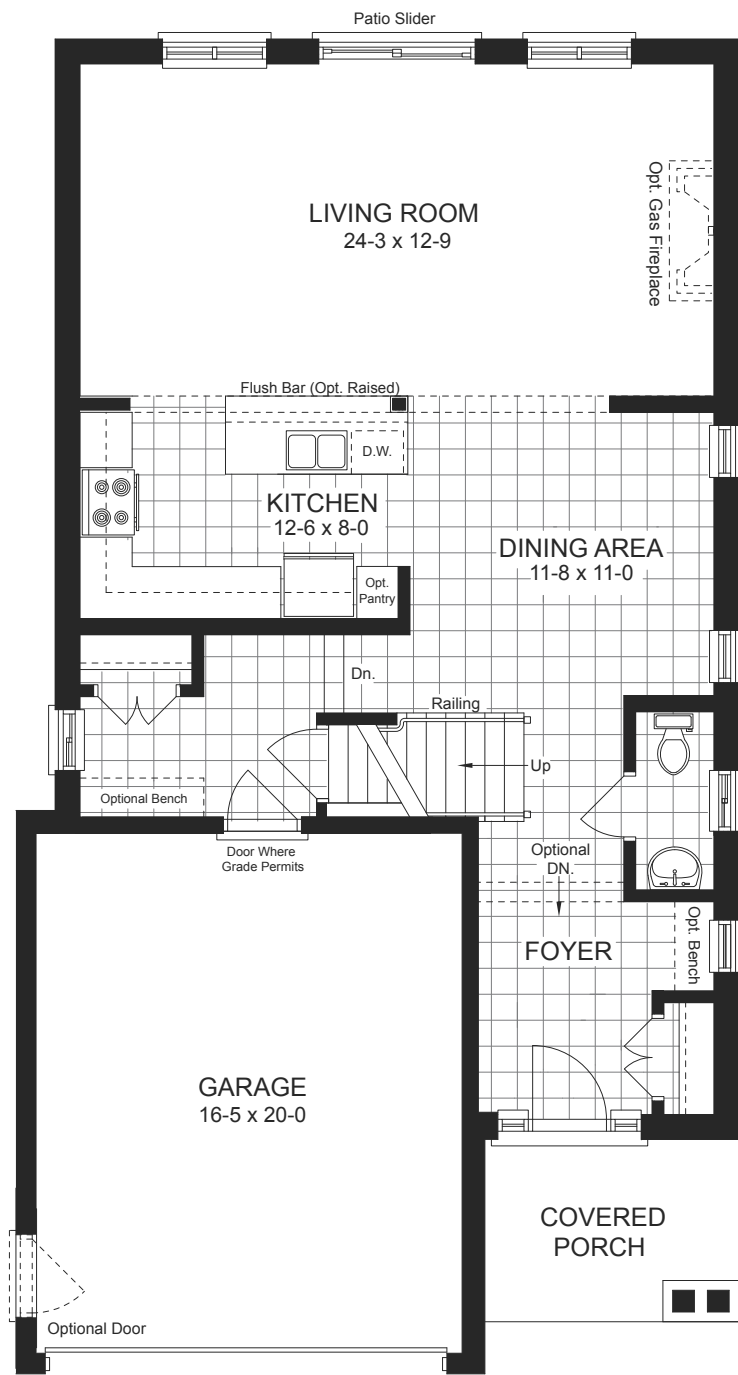 Patio Slider
LIVING ROOM
24-3 x 12-9
Opt. Gas Fireplace
Flush Bar (Opt. Raised)
D.W.
KITCHEN
12-6 x 8-0
DINING AREA
11-8 x 11-0
Opt.
Pantry
Dn.
Railing
Up
Optional Bench
Door Where
Grade Permits
Optional
DN.
Opt. Bench
FOYER
GARAGE
16-5 x 20-0
COVERED
PORCH
Optional Door